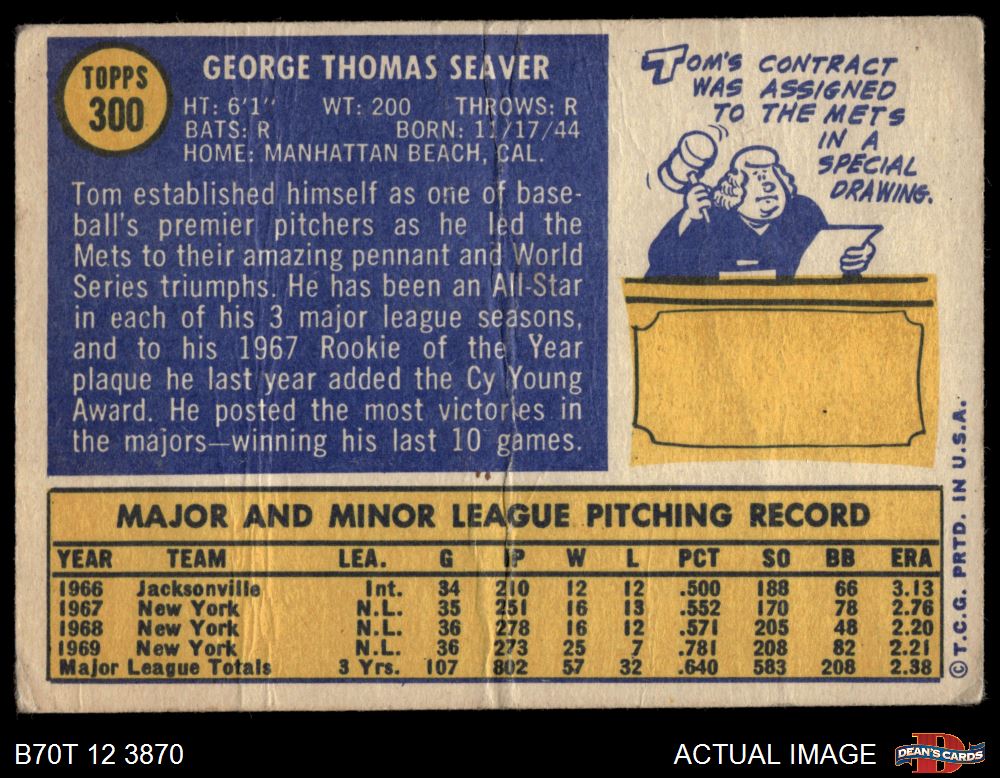 TOPPS
300
GEORGE THOMAS SEAVER
HT: 6'1" WT: 200 THROWS: R
BATS: R BORN: 11/17/44
HOME: MANHATTAN BEACH, CAL.
Tom established himself as one of base-
ball's premier pitchers as he led the
Mets to their amazing pennant and World
Series triumphs. He has been an All-Star
in each of his 3 major league seasons,
and to his 1967 Rookie of the Year
plaque he last year added the Cy Young
Award. He posted the most victories in
the majors—winning his last 10 games.
TOM'S CONTRACT
WAS ASSIGNED
TO THE METS
IN A
SPECIAL
DRAWING.
MAJOR AND MINOR LEAGUE PITCHING RECORD
YEAR TEAM LEA. G IP W L PCT SO BB ERA
1966 Jacksonville Int. 34 210 12 12 .500 188 66 3.13
1967 New York N.L. 35 251 16 13 .552 170 78 2.76
1968 New York N.L. 36 278 16 12 .571 205 48 2.20
1969 New York N.L. 36 273 25 7 .781 208 82 2.21
Major League Totals 3 Yrs. 107 802 57 32 .640 583 208 2.38
© T.C.G. PRTD. IN U.S.A.
B70T 12 3870
ACTUAL IMAGE
DEAN'S CARDS